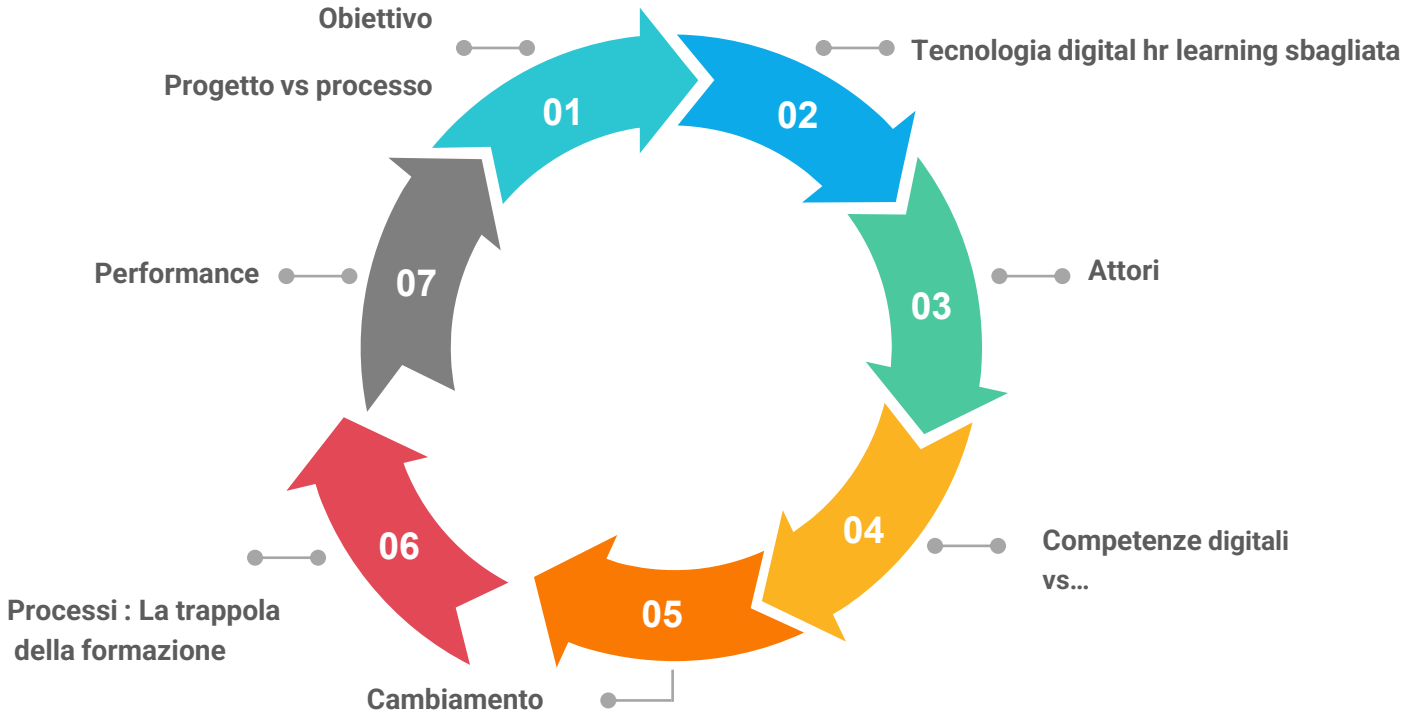 Obiettivo
Progetto vs processo
01
02
Tecnologia digital hr learning sbagliata
03
Attori
04
Competenze digitali
vs…
05
Cambiamento
06
Processi : La trappola
della formazione
07
Performance